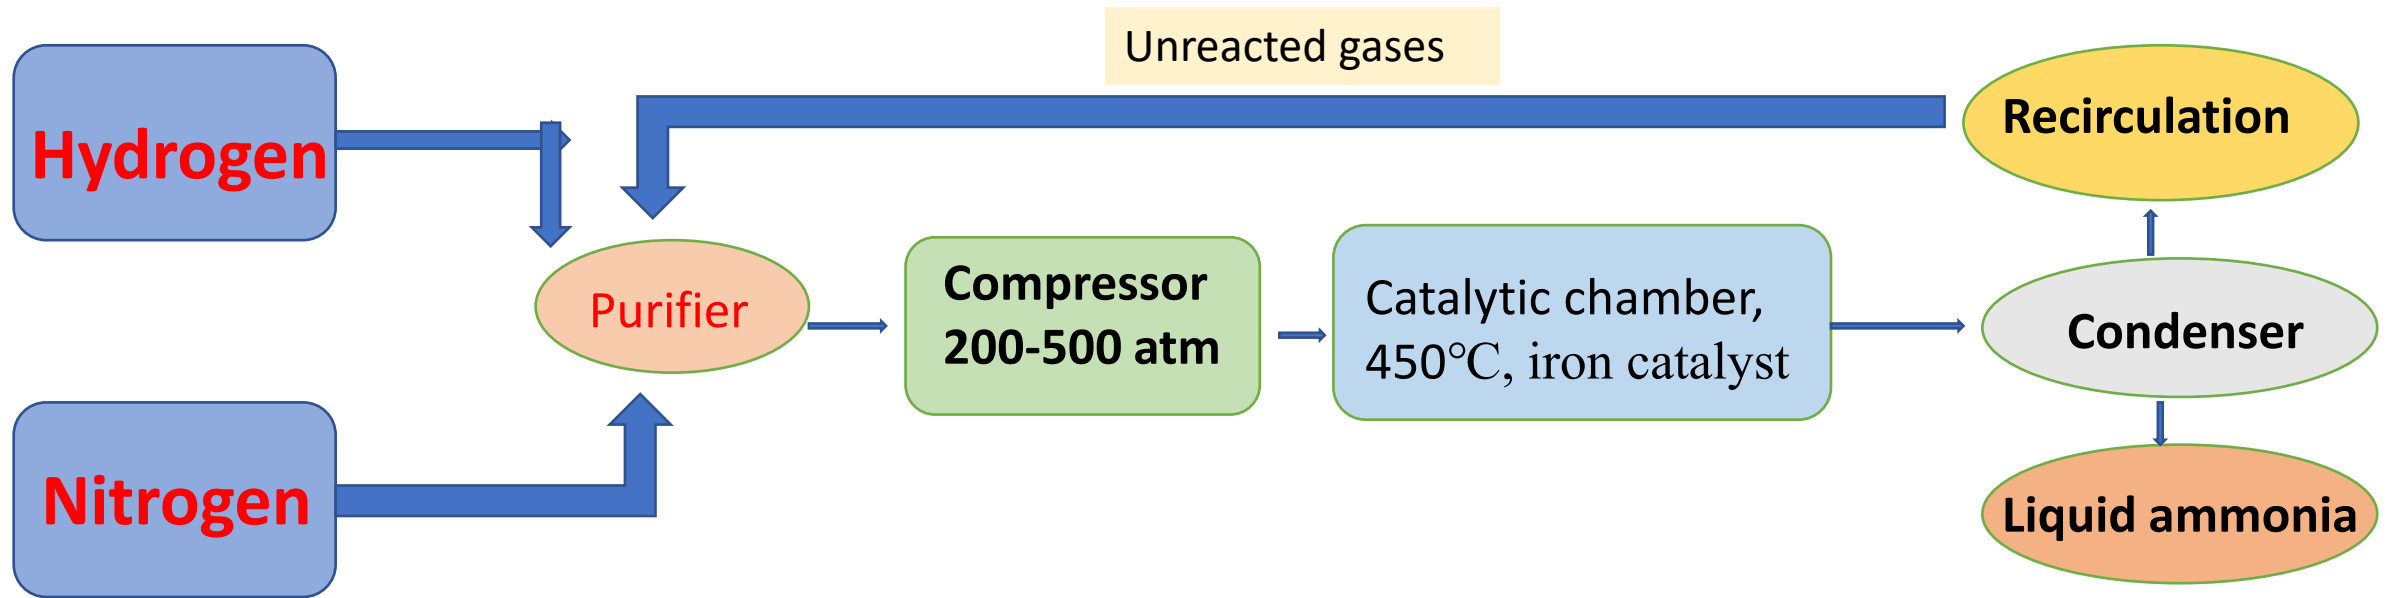 Unreacted gases
Hydrogen
Recirculation
Purifier
Compressor
200-500 atm
Catalytic chamber,
450℃, iron catalyst
Condenser
Nitrogen
Liquid ammonia